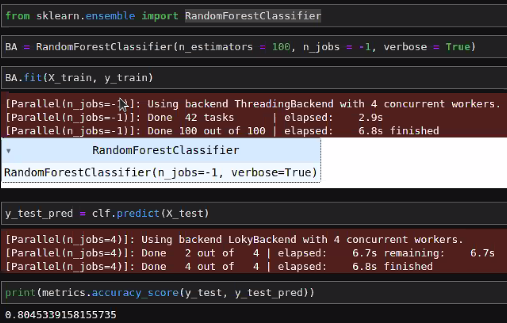 from sklearn.ensemble import RandomForestClassifier
BA = RandomForestClassifier(n_estimators = 100, n_jobs = -1, verbose = True)
BA.fit(X_train, y_train)
[Parallel(n_jobs=-1)]: Using backend ThreadingBackend with 4 concurrent workers.
[Parallel(n_jobs=-1)]: Done  42 tasks      | elapsed:    2.9s
[Parallel(n_jobs=-1)]: Done 100 out of 100 | elapsed:    6.8s finished
▾ RandomForestClassifier
RandomForestClassifier(n_jobs=-1, verbose=True)
y_test_pred = clf.predict(X_test)
[Parallel(n_jobs=4)]: Using backend LokyBackend with 4 concurrent workers.
[Parallel(n_jobs=4)]: Done   2 out of   4 | elapsed:    6.7s remaining:    6.7s
[Parallel(n_jobs=4)]: Done   4 out of   4 | elapsed:    6.8s finished
print(metrics.accuracy_score(y_test, y_test_pred))
0.8045339158155735